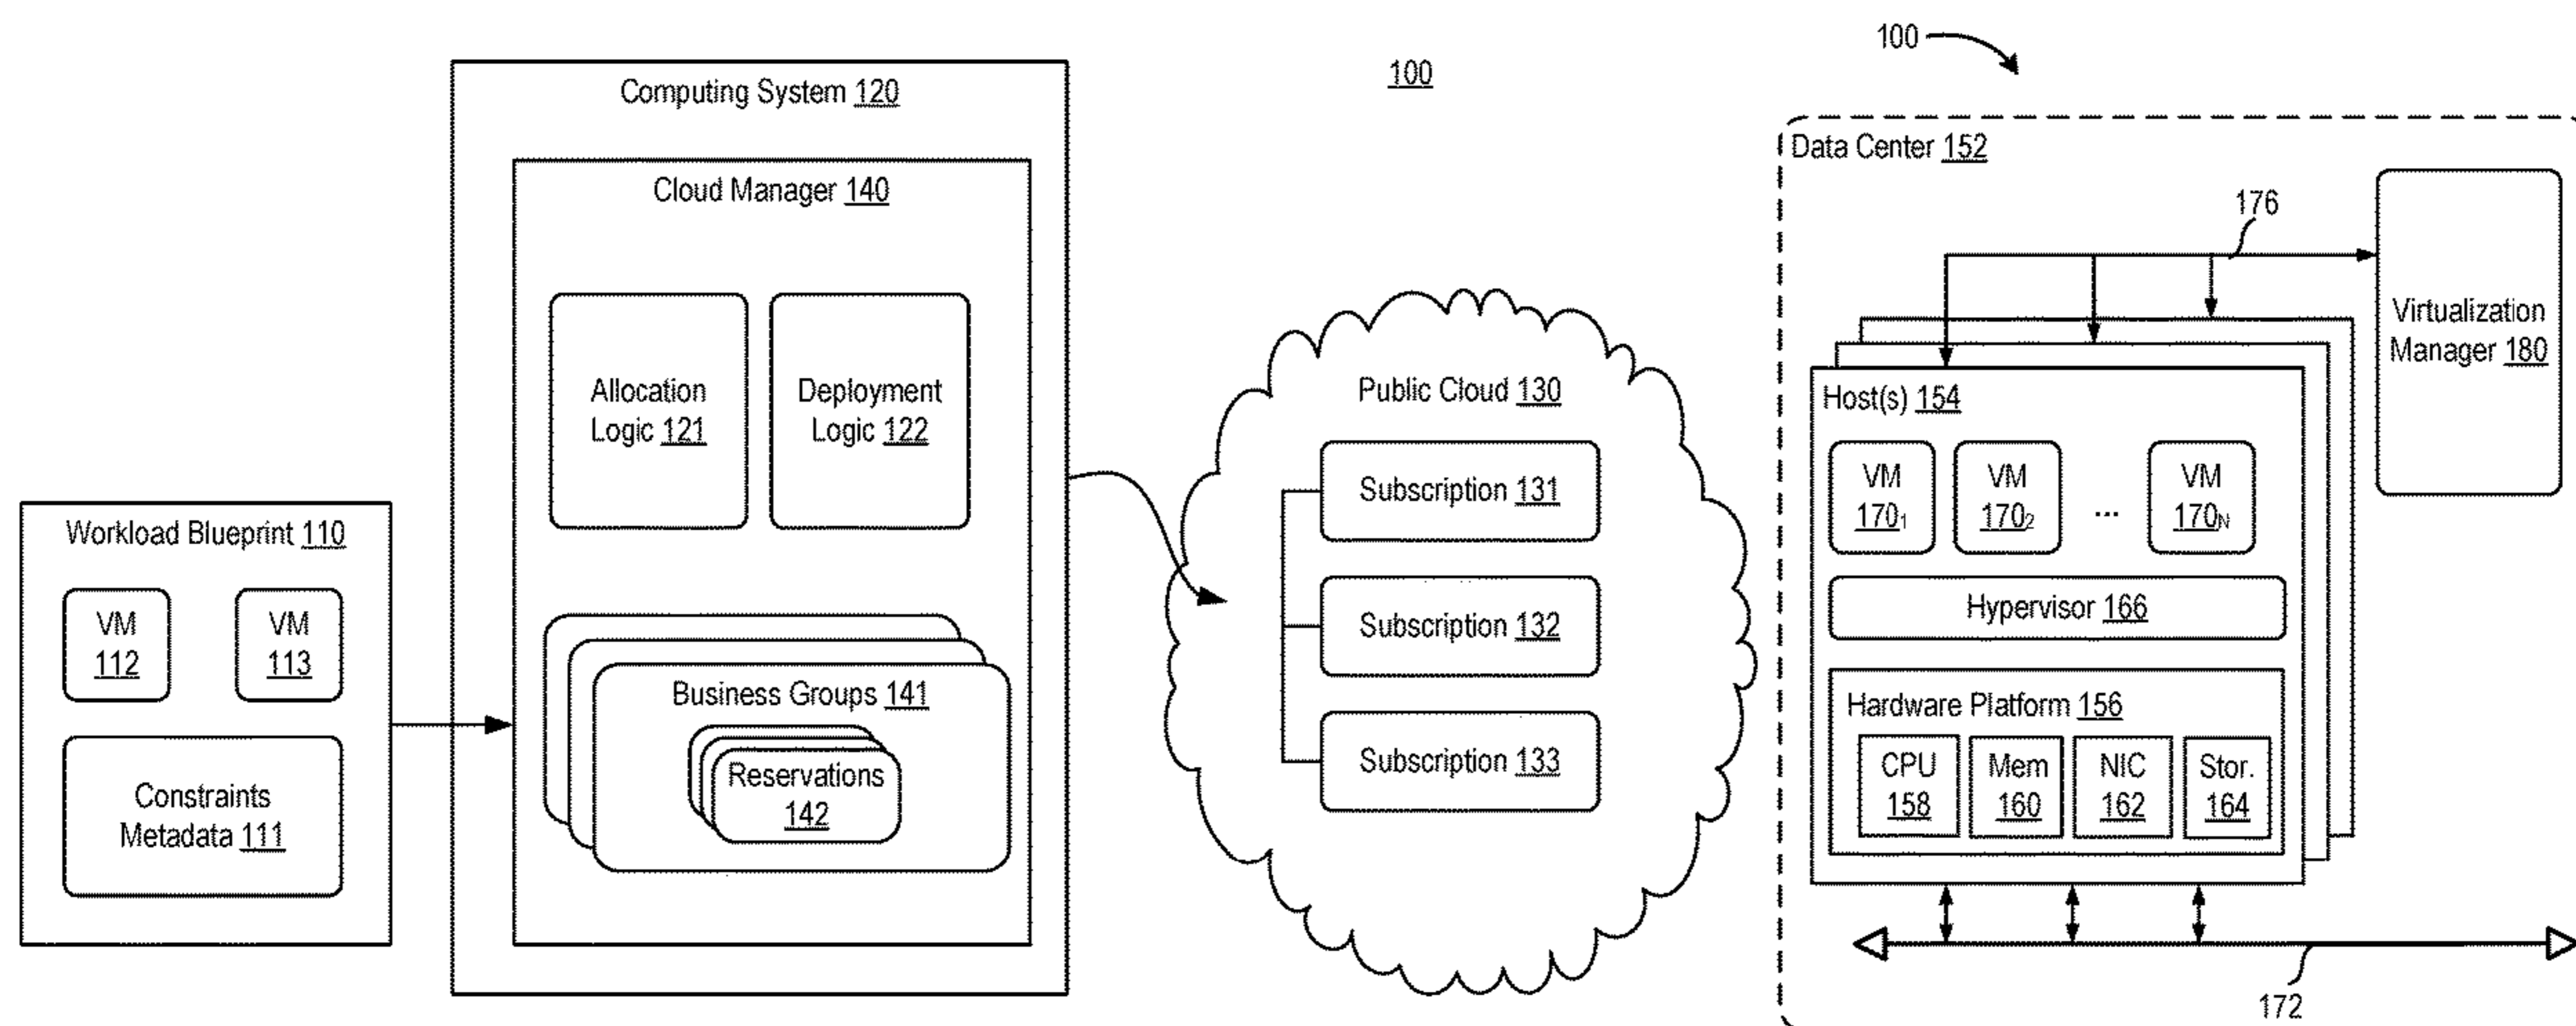 100
100
Computing System 120
Cloud Manager 140
Allocation
Logic 121
Deployment
Logic 122
Business Groups 141
Reservations
142
Workload Blueprint 110
VM
112
VM
113
Constraints
Metadata 111
Public Cloud 130
Subscription 131
Subscription 132
Subscription 133
Data Center 152
176
Virtualization
Manager 180
Host(s) 154
VM
170₁
VM
170₂
...
VM
170N
Hypervisor 166
Hardware Platform 156
CPU
158
Mem
160
NIC
162
Stor.
164
172